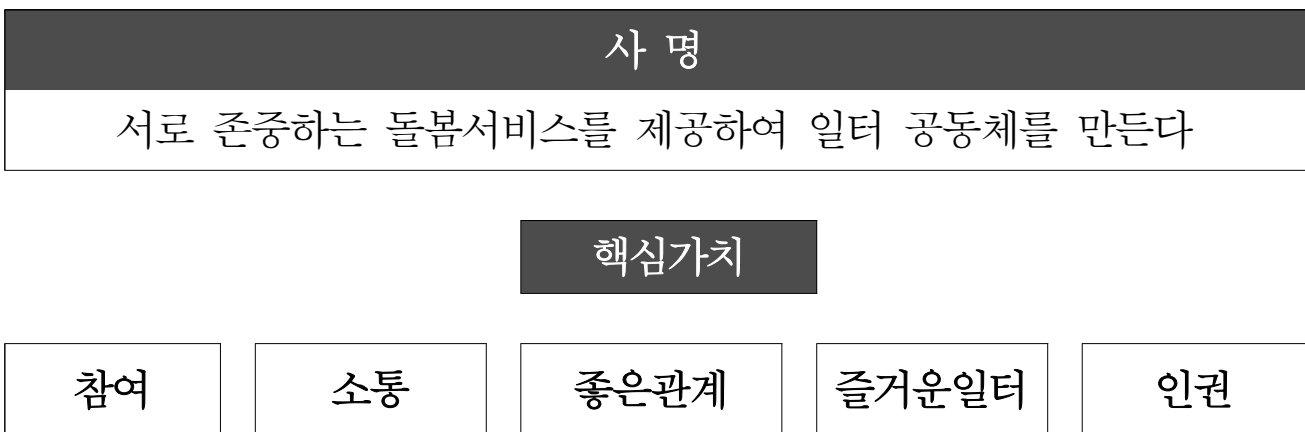 사 명
서로 존중하는 돌봄서비스를 제공하여 일터 공동체를 만든다
핵심가치
참여 소통 좋은관계 즐거운일터 인권